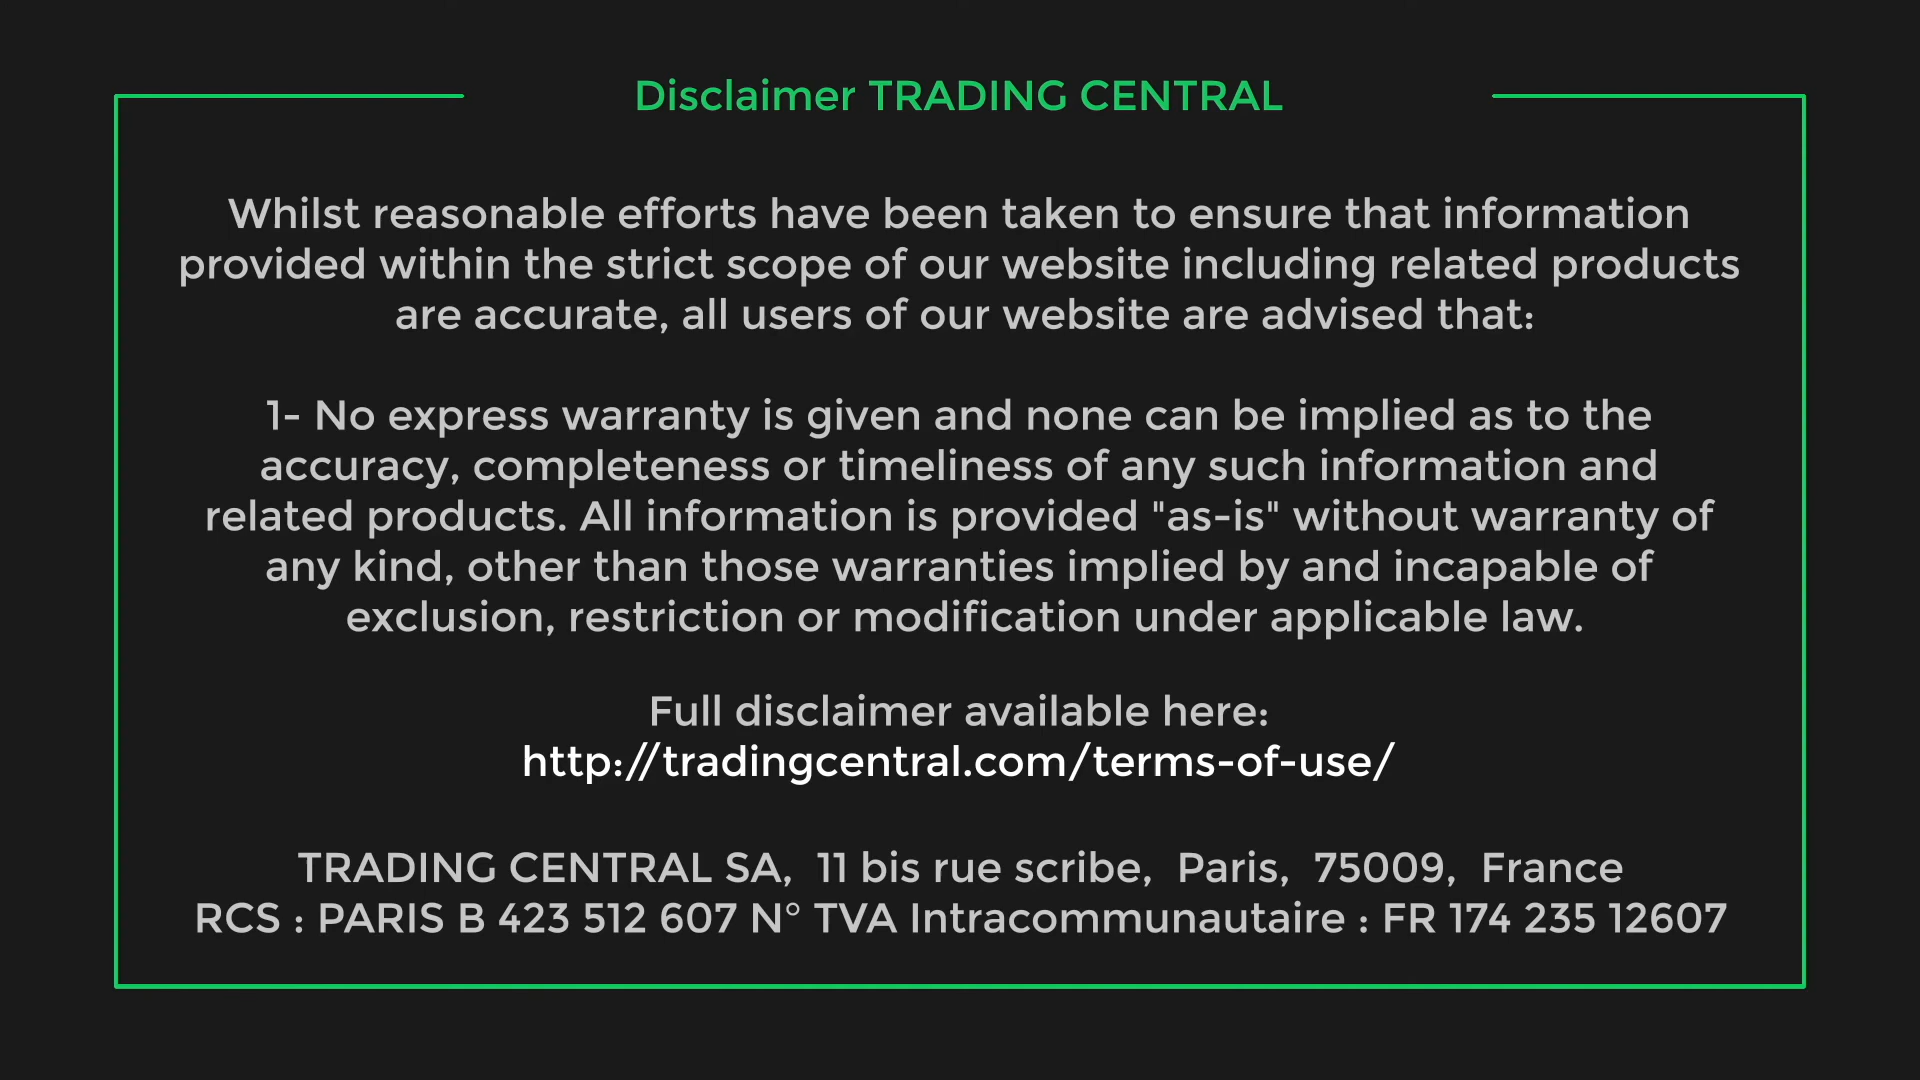 Disclaimer TRADING CENTRAL
Whilst reasonable efforts have been taken to ensure that information
provided within the strict scope of our website including related products
are accurate, all users of our website are advised that:
1- No express warranty is given and none can be implied as to the
accuracy, completeness or timeliness of any such information and
related products. All information is provided "as-is" without warranty of
any kind, other than those warranties implied by and incapable of
exclusion, restriction or modification under applicable law.
Full disclaimer available here:
http://tradingcentral.com/terms-of-use/
TRADING CENTRAL SA, 11 bis rue scribe, Paris, 75009, France
RCS : PARIS B 423 512 607 N° TVA Intracommunautaire : FR 174 235 12607